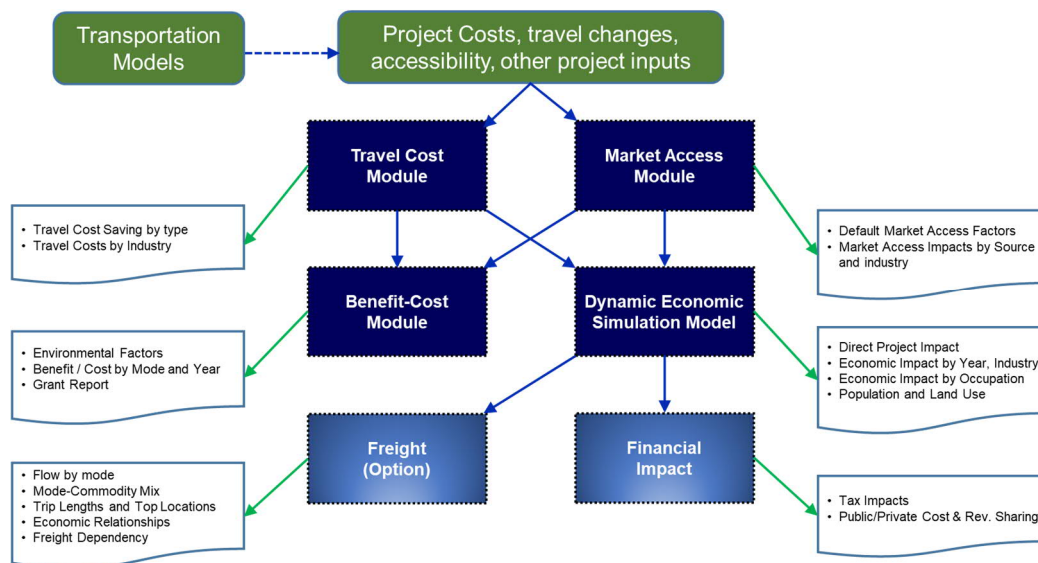 Transportation
Models
Project Costs, travel changes,
accessibility, other project inputs
Travel Cost
Module
Market Access
Module
• Travel Cost Saving by type
• Travel Costs by Industry
• Default Market Access Factors
• Market Access Impacts by Source
and industry
Benefit-Cost
Module
Dynamic Economic
Simulation Model
• Environmental Factors
• Benefit / Cost by Mode and Year
• Grant Report
• Direct Project Impact
• Economic Impact by Year, Industry
• Economic Impact by Occupation
• Population and Land Use
Freight
(Option)
Financial
Impact
• Flow by mode
• Mode-Commodity Mix
• Trip Lengths and Top Locations
• Economic Relationships
• Freight Dependency
• Tax Impacts
• Public/Private Cost & Rev. Sharing